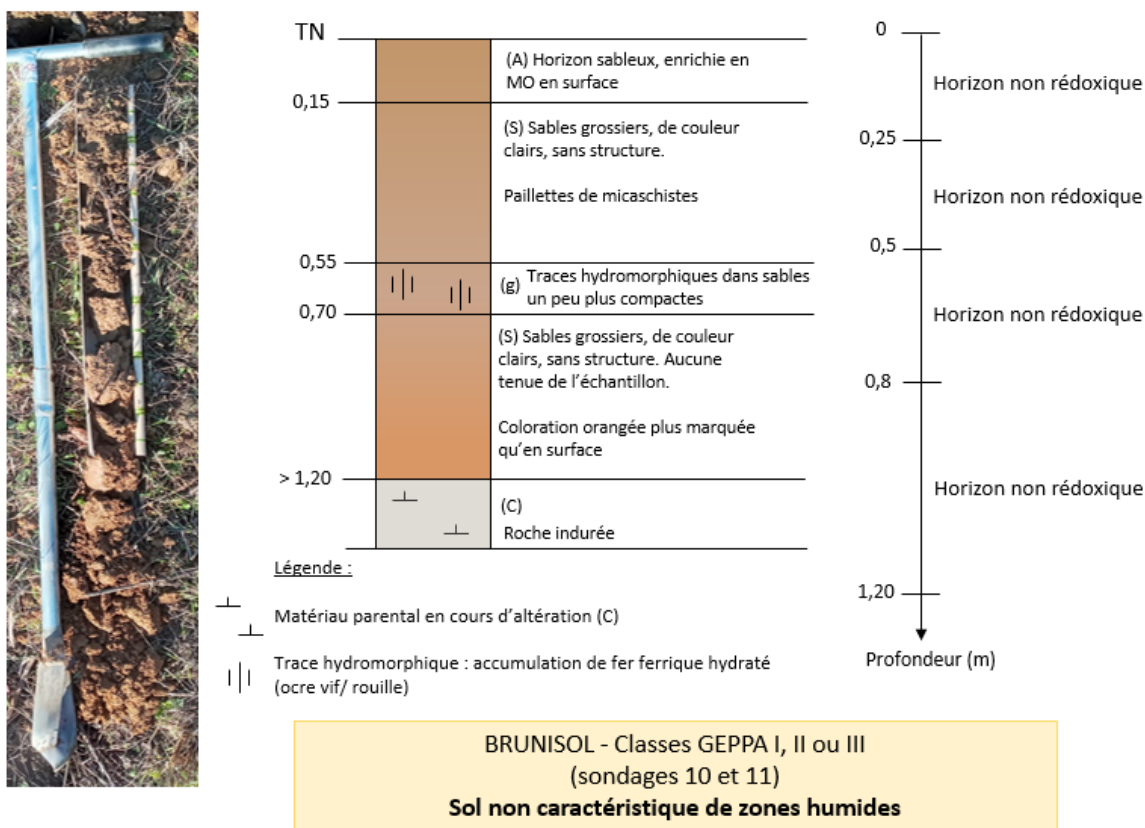 TN
(A) Horizon sableux, enrichie en
MO en surface
0,15
(S) Sables grossiers, de couleur
clairs, sans structure.
Paillettes de micaschistes
0,55
(g) Traces hydromorphiques dans sables
un peu plus compactes
0,70
(S) Sables grossiers, de couleur
clairs, sans structure. Aucune
tenue de l'échantillon.
Coloration orangée plus marquée
qu'en surface
> 1,20
(C)
Roche indurée
0
Horizon non rédoxique
0,25
Horizon non rédoxique
0,5
Horizon non rédoxique
0,8
Horizon non rédoxique
1,20
Profondeur (m)
Légende :
Matériau parental en cours d'altération (C)
Trace hydromorphique : accumulation de fer ferrique hydraté
(ocre vif/ rouille)
BRUNISOL - Classes GEPPA I, II ou III
(sondages 10 et 11)
Sol non caractéristique de zones humides